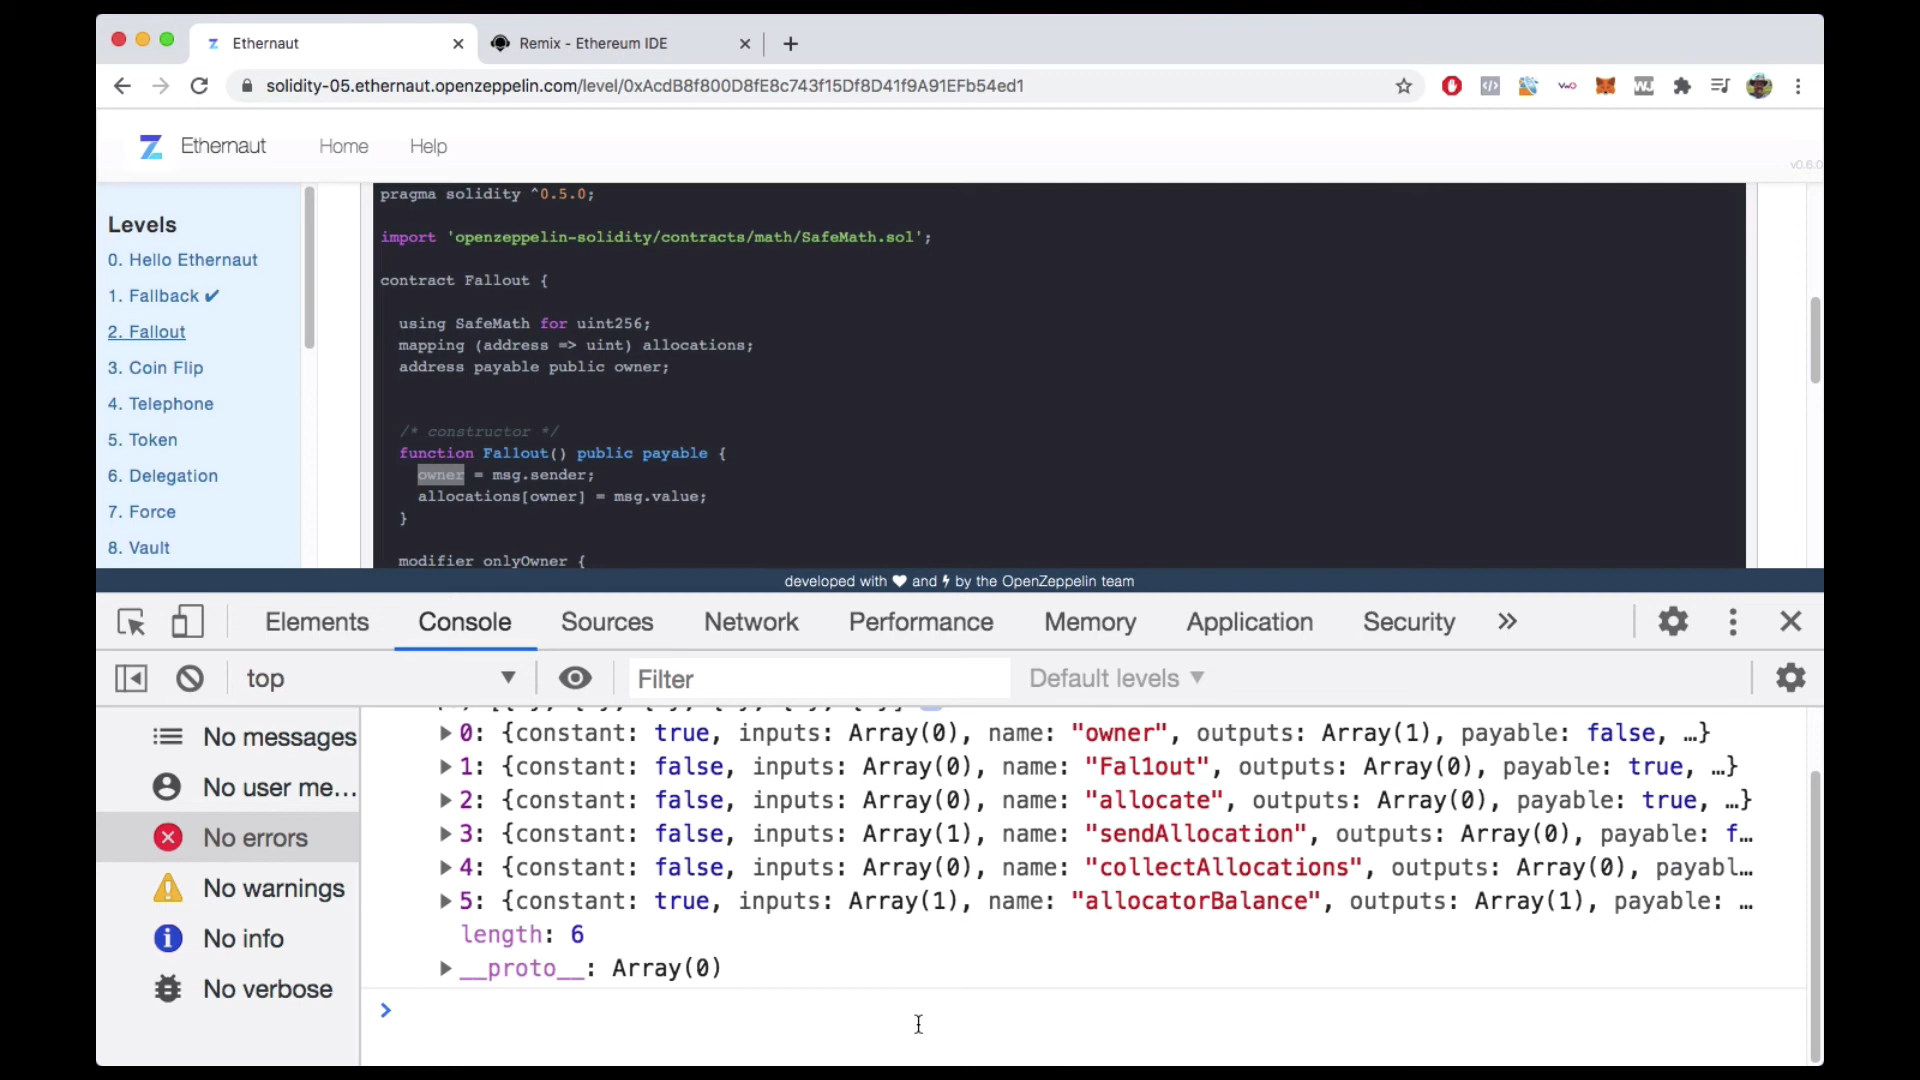 Ethernaut
Remix - Ethereum IDE
solidity-05.ethernaut.openzeppelin.com/level/0xAcdB8f800D8fE8c743f15Df8D41f9A91EFb54ed1
Ethernaut Home Help
v0.6.0
Levels
0. Hello Ethernaut
1. Fallback ✔
2. Fallout
3. Coin Flip
4. Telephone
5. Token
6. Delegation
7. Force
8. Vault
pragma solidity ^0.5.0;
import 'openzeppelin-solidity/contracts/math/SafeMath.sol';
contract Fallout {
using SafeMath for uint256;
mapping (address => uint) allocations;
address payable public owner;
/* constructor */
function Fal1out() public payable {
owner = msg.sender;
allocations[owner] = msg.value;
}
modifier onlyOwner {
developed with ❤ and ⚡ by the OpenZeppelin team
Elements Console Sources Network Performance Memory Application Security »
top Filter Default levels ▼
No messages
No user me…
No errors
No warnings
No info
No verbose
▶ 0: {constant: true, inputs: Array(0), name: "owner", outputs: Array(1), payable: false, …}
▶ 1: {constant: false, inputs: Array(0), name: "Fal1out", outputs: Array(0), payable: true, …}
▶ 2: {constant: false, inputs: Array(0), name: "allocate", outputs: Array(0), payable: true, …}
▶ 3: {constant: false, inputs: Array(1), name: "sendAllocation", outputs: Array(0), payable: f…
▶ 4: {constant: false, inputs: Array(0), name: "collectAllocations", outputs: Array(0), payabl…
▶ 5: {constant: true, inputs: Array(1), name: "allocatorBalance", outputs: Array(1), payable: …
length: 6
▶ __proto__: Array(0)
>